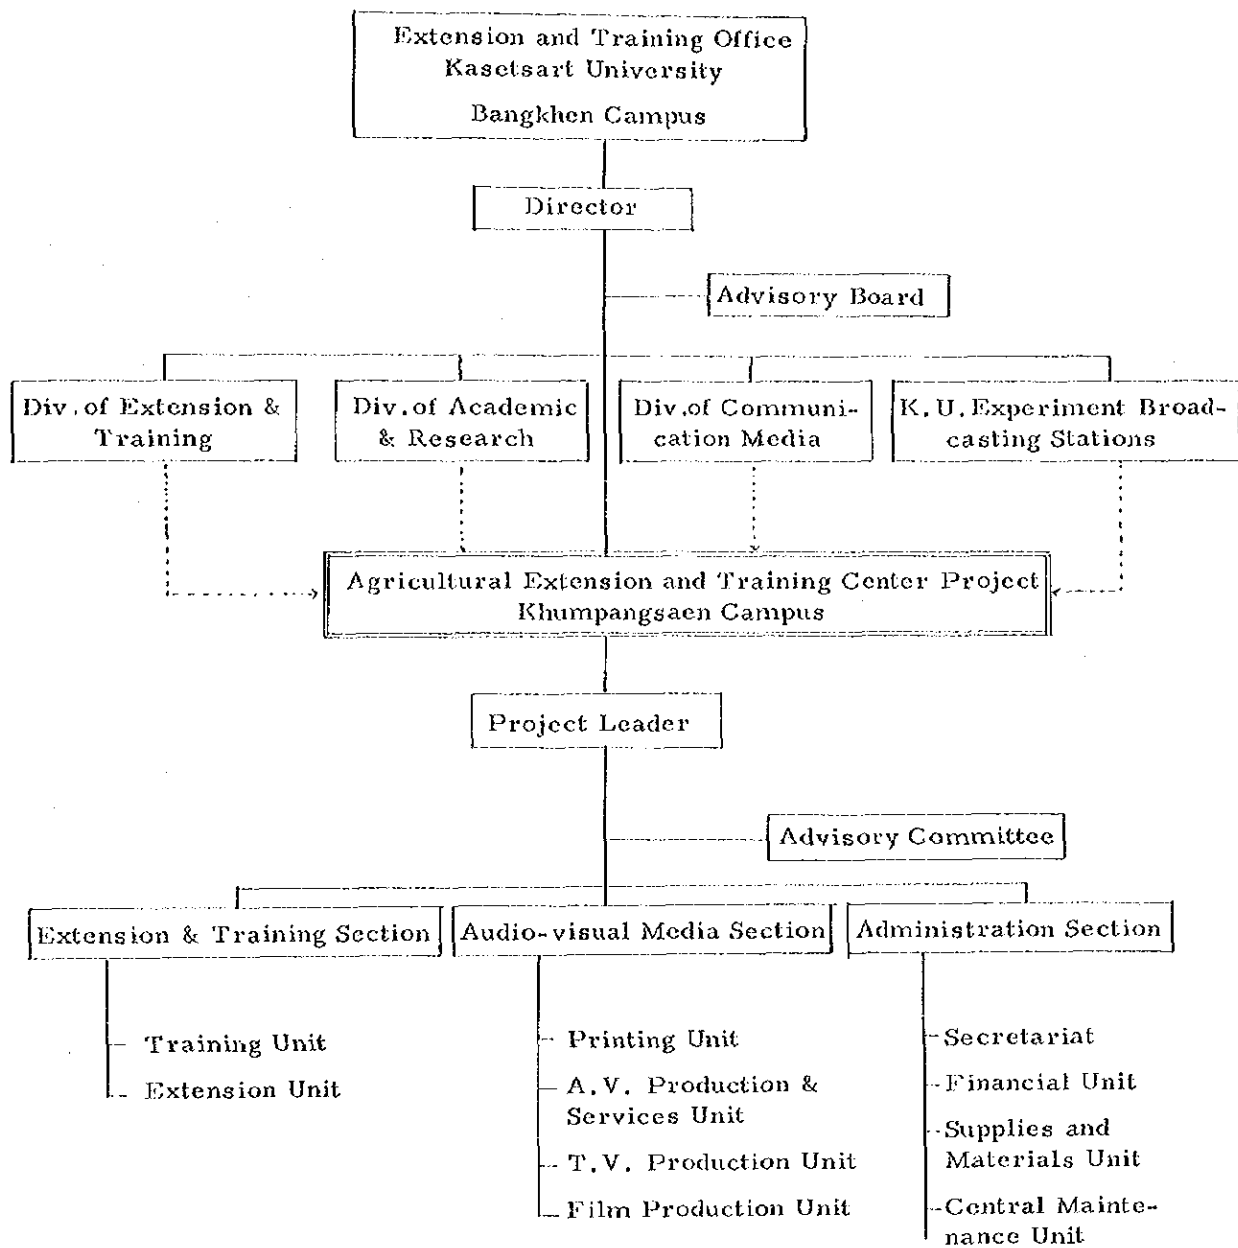 Extension and Training Office
Kasetsart University
Bangkhen Campus
Director
Advisory Board
Div. of Extension &
Training
Div. of Academic
& Research
Div. of Communi-
cation Media
K. U. Experiment Broad-
casting Stations
Agricultural Extension and Training Center Project
Khumpangsaen Campus
Project Leader
Advisory Committee
Extension & Training Section
Audio-visual Media Section
Administration Section
Training Unit
Extension Unit
Printing Unit
A. V. Production &
Services Unit
T. V. Production Unit
Film Production Unit
Secretariat
Financial Unit
Supplies and
Materials Unit
Central Mainte-
nance Unit